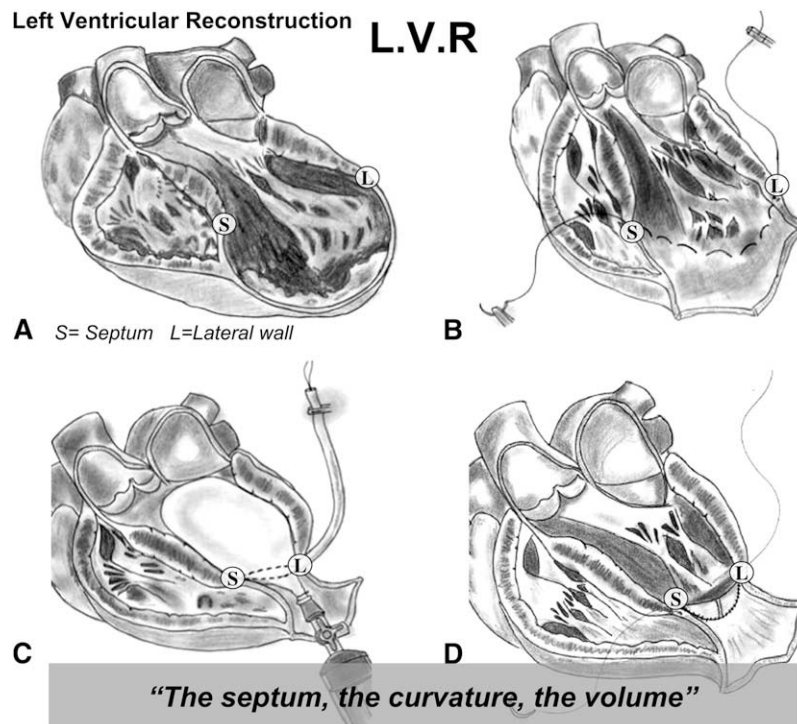 Left Ventricular Reconstruction
L.V.R
L
S
L
S
A
S= Septum L=Lateral wall
B
S
L
S
L
C
D
“The septum, the curvature, the volume”